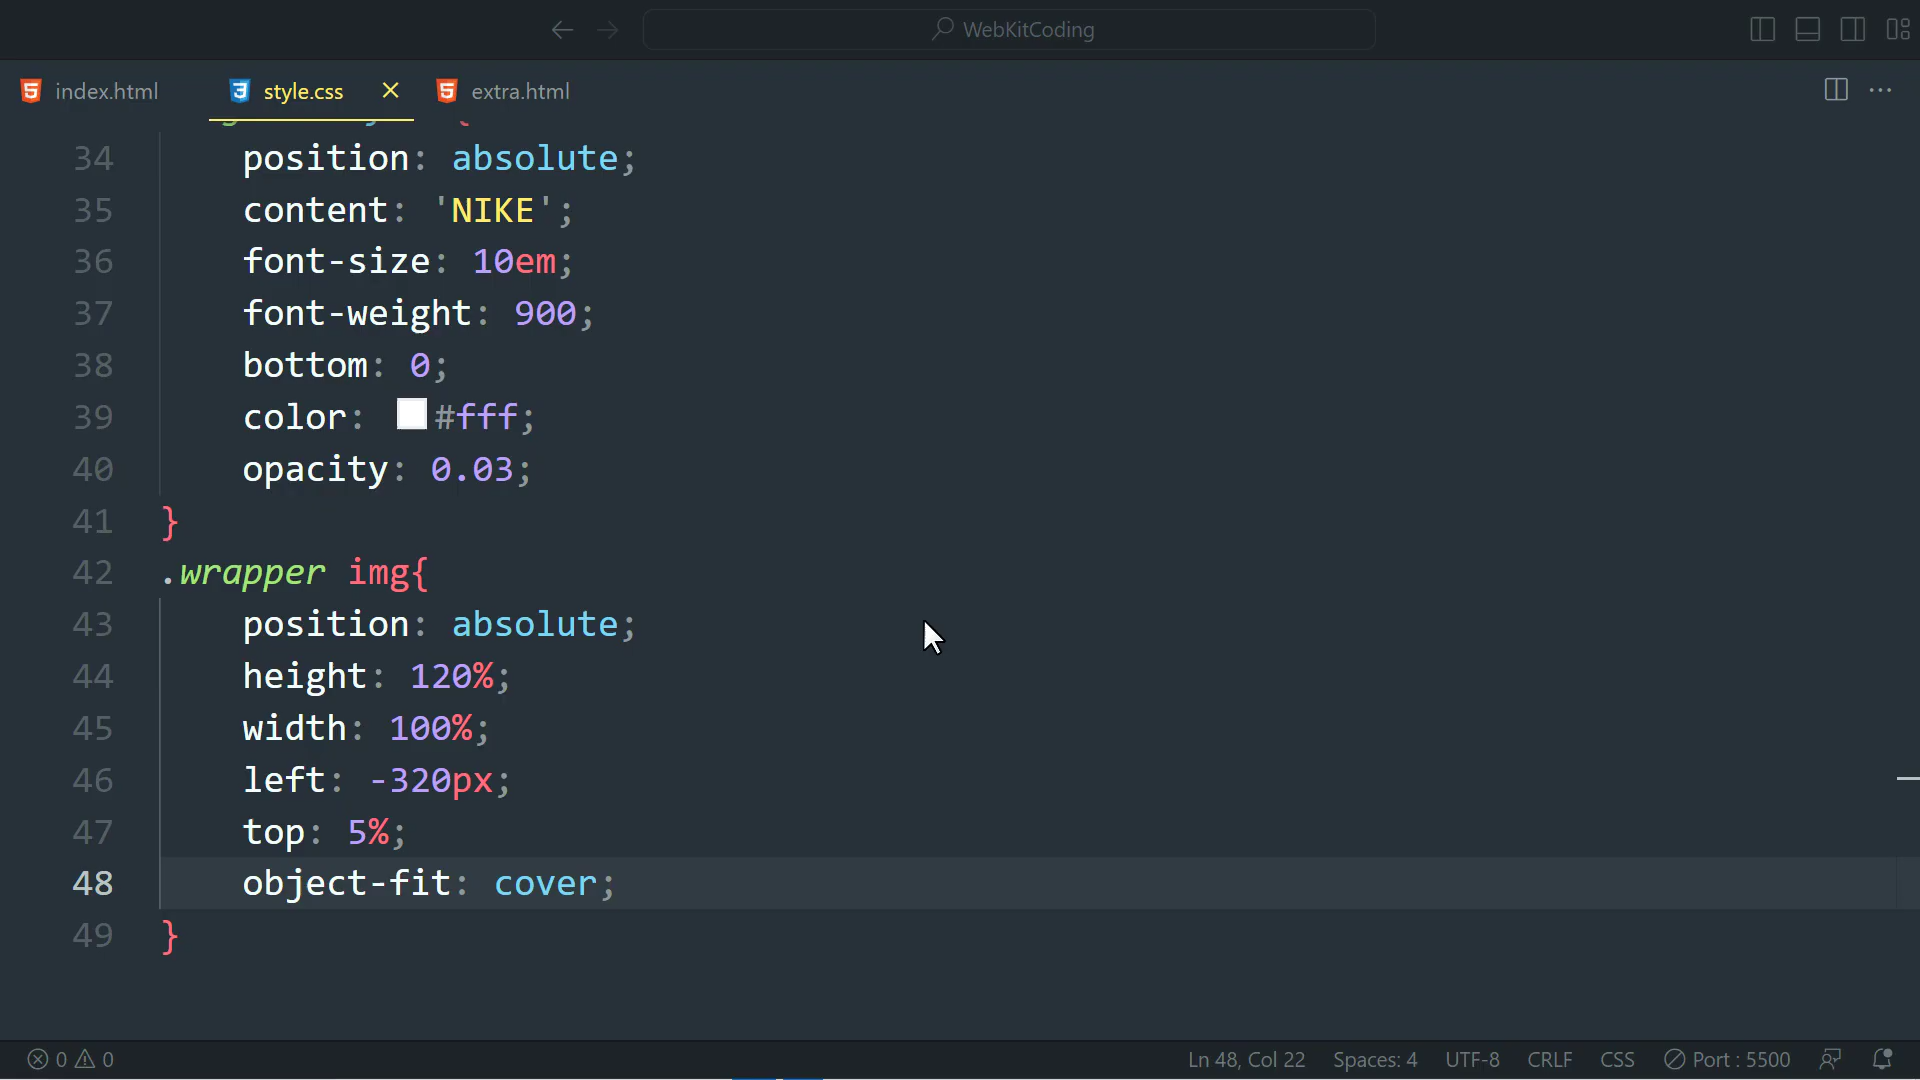 WebKitCoding
index.html style.css extra.html
34 position: absolute;
35 content: 'NIKE';
36 font-size: 10em;
37 font-weight: 900;
38 bottom: 0;
39 color: #fff;
40 opacity: 0.03;
41 }
42 .wrapper img{
43 position: absolute;
44 height: 120%;
45 width: 100%;
46 left: -320px;
47 top: 5%;
48 object-fit: cover;
49 }
0 0 Ln 48, Col 22 Spaces: 4 UTF-8 CRLF CSS Port : 5500